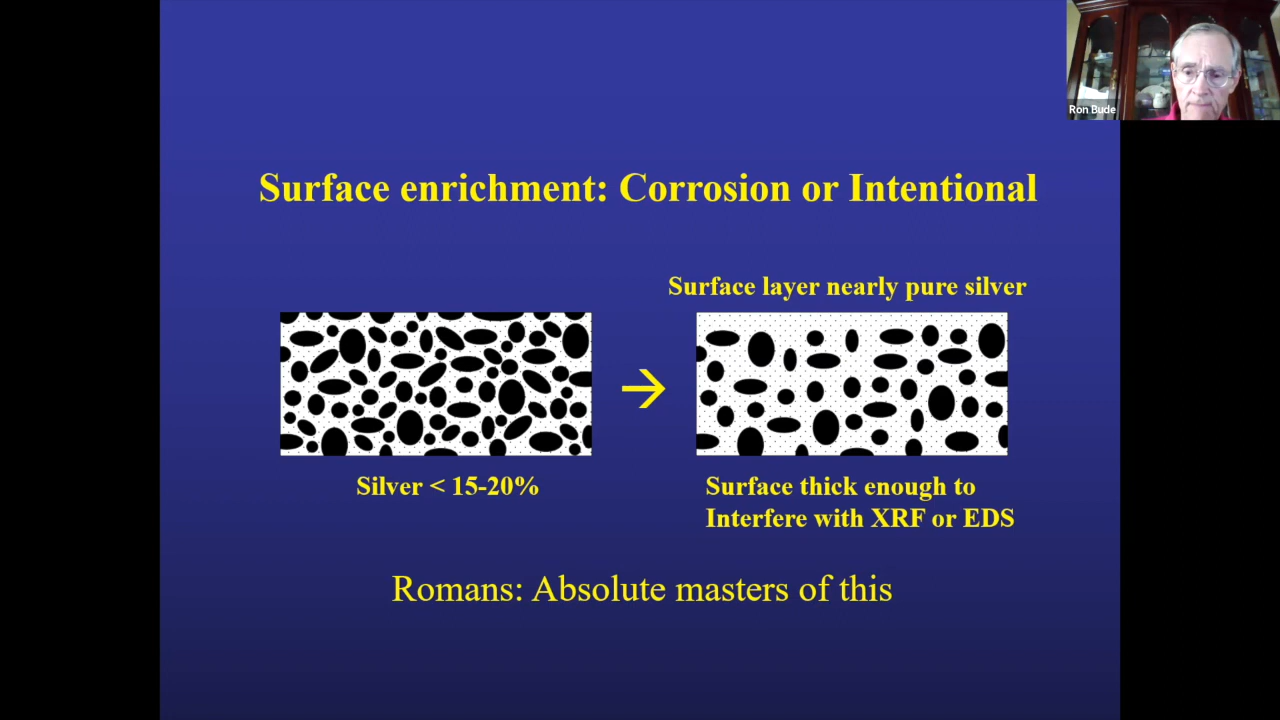 Ron Bude
Surface enrichment: Corrosion or Intentional
Surface layer nearly pure silver
→
Silver < 15-20%
Surface thick enough to
Interfere with XRF or EDS
Romans: Absolute masters of this